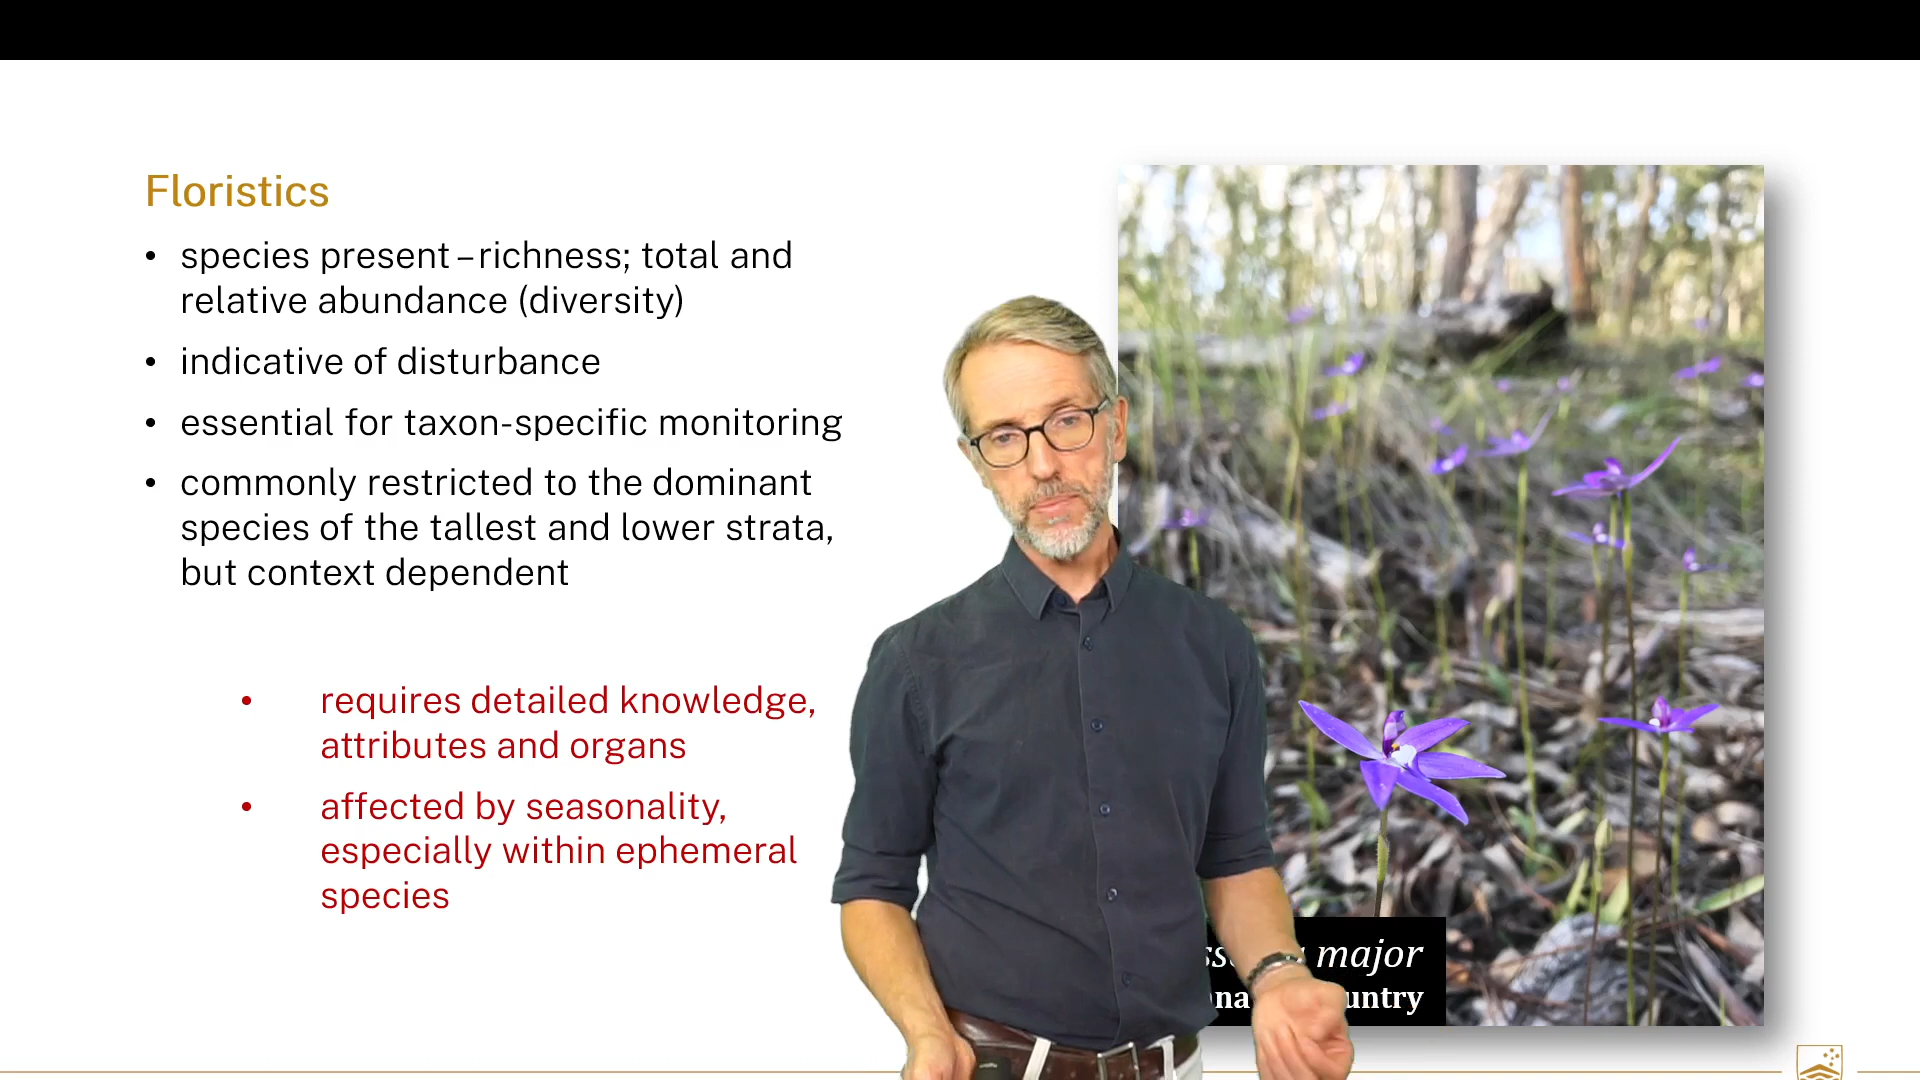 Floristics
• species present – richness; total and
relative abundance (diversity)
• indicative of disturbance
• essential for taxon-specific monitoring
• commonly restricted to the dominant
species of the tallest and lower strata,
but context dependent
• requires detailed knowledge,
attributes and organs
• affected by seasonality,
especially within ephemeral
species
major